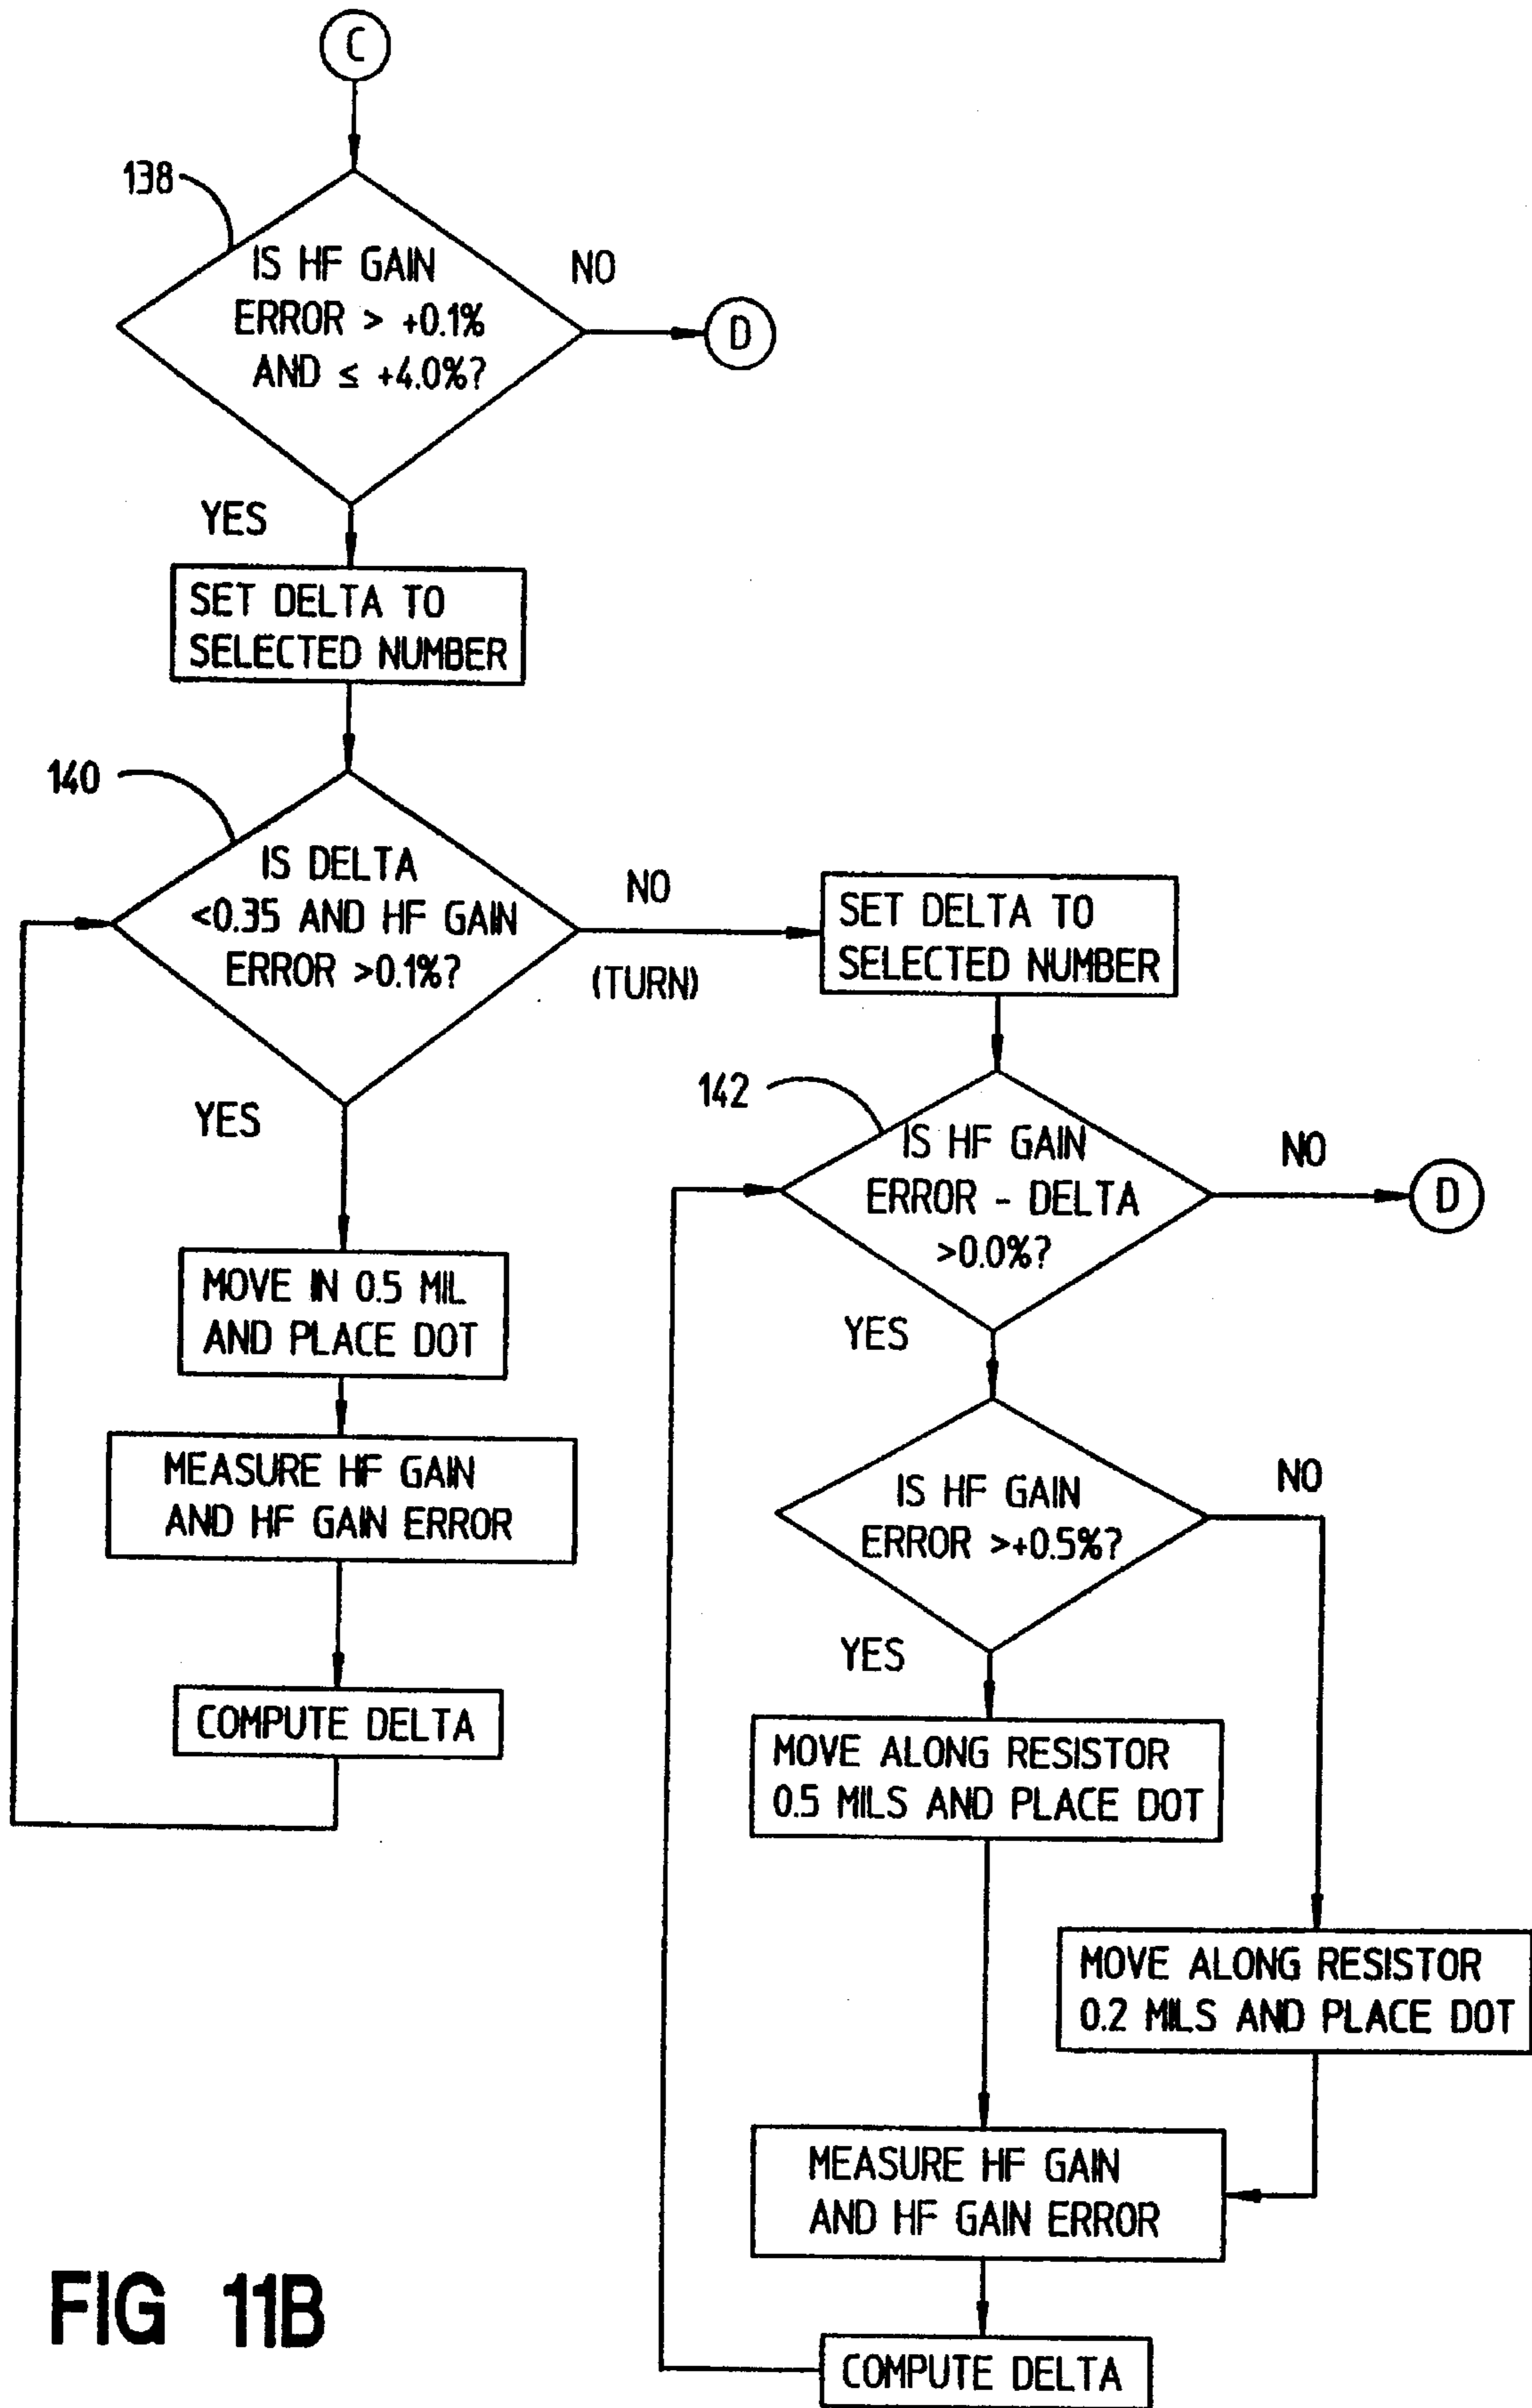 C
138
IS HF GAIN
ERROR > +0.1%
AND ≤ +4.0%?
NO
D
YES
SET DELTA TO
SELECTED NUMBER
140
IS DELTA
<0.35 AND HF GAIN
ERROR >0.1%?
NO
(TURN)
SET DELTA TO
SELECTED NUMBER
YES
142
IS HF GAIN
ERROR - DELTA
>0.0%?
NO
D
MOVE IN 0.5 MIL
AND PLACE DOT
YES
MEASURE HF GAIN
AND HF GAIN ERROR
IS HF GAIN
ERROR >+0.5%?
NO
YES
COMPUTE DELTA
MOVE ALONG RESISTOR
0.5 MILS AND PLACE DOT
MOVE ALONG RESISTOR
0.2 MILS AND PLACE DOT
MEASURE HF GAIN
AND HF GAIN ERROR
COMPUTE DELTA
FIG 11B